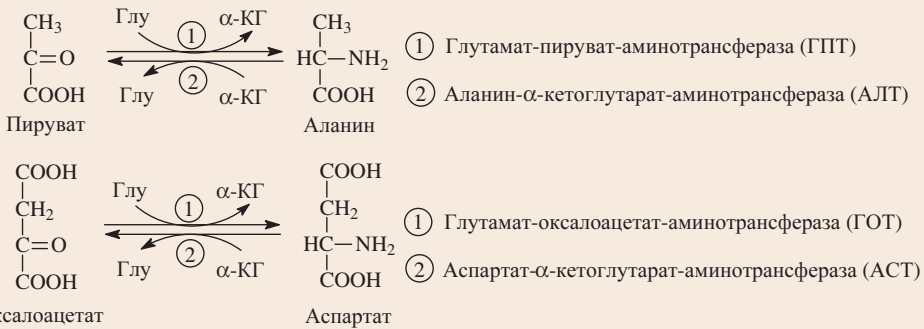 CH₃
C=O
COOH
Пируват
Глу α-КГ
1
2
Глу α-КГ
CH₃
HC—NH₂
COOH
Аланин
1 Глутамат-пируват-аминотрансфераза (ГПТ)
2 Аланин-α-кетоглутарат-аминотрансфераза (АЛТ)
COOH
CH₂
C=O
COOH
ксалоацетат
Глу α-КГ
1
2
Глу α-КГ
COOH
CH₂
HC—NH₂
COOH
Аспартат
1 Глутамат-оксалоацетат-аминотрансфераза (ГОТ)
2 Аспартат-α-кетоглутарат-аминотрансфераза (АСТ)